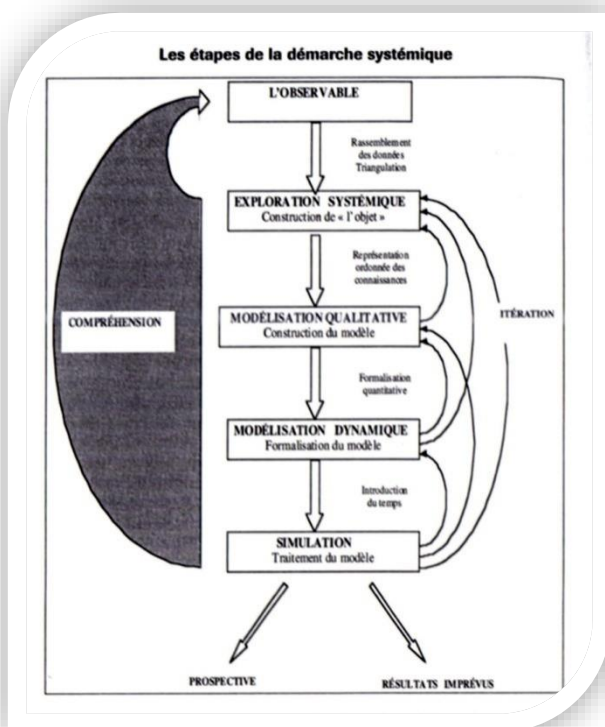 Les étapes de la démarche systémique
L'OBSERVABLE
Rassemblement
des données
Triangulation
EXPLORATION SYSTÉMIQUE
Construction de « l'objet »
Représentation
ordonnée des
connaissances
COMPRÉHENSION
MODÉLISATION QUALITATIVE
Construction du modèle
ITÉRATION
Formalisation
quantitative
MODÉLISATION DYNAMIQUE
Formalisation du modèle
Introduction
du temps
SIMULATION
Traitement du modèle
PROSPECTIVE
RÉSULTATS IMPRÉVUS